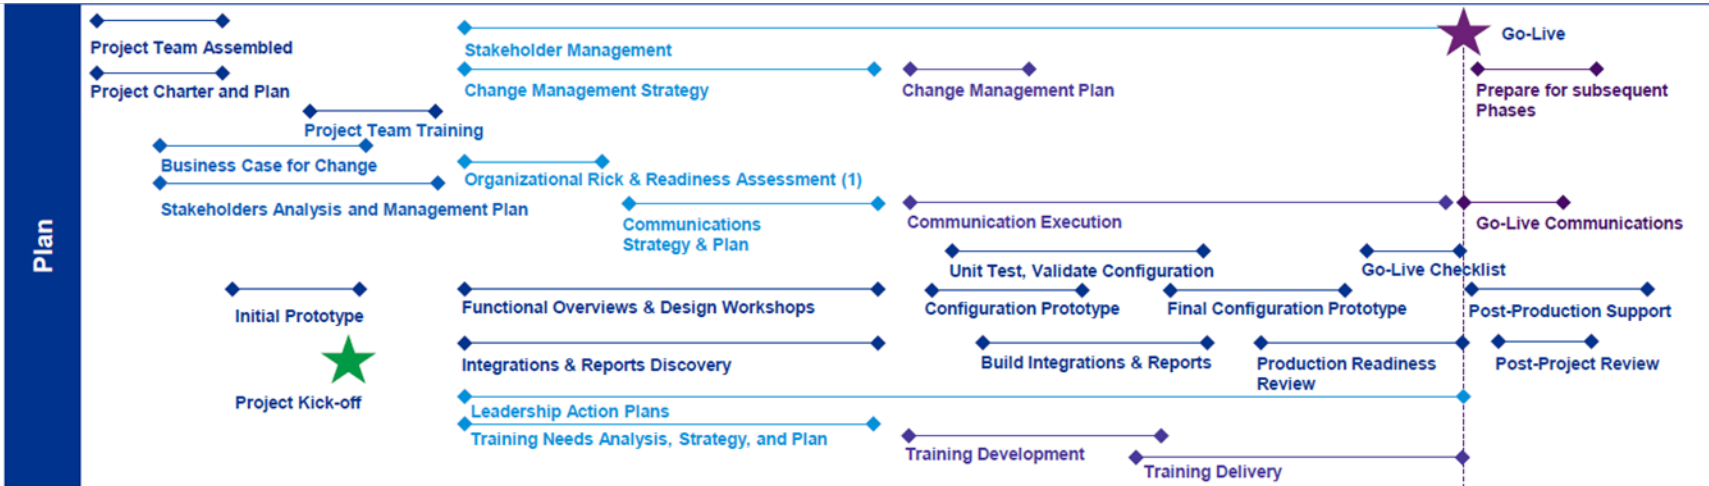 Plan
Project Team Assembled
Stakeholder Management
Go-Live
Project Charter and Plan
Change Management Strategy
Change Management Plan
Prepare for subsequent
Phases
Project Team Training
Business Case for Change
Organizational Rick & Readiness Assessment (1)
Stakeholders Analysis and Management Plan
Communications
Strategy & Plan
Communication Execution
Go-Live Communications
Unit Test, Validate Configuration
Go-Live Checklist
Initial Prototype
Functional Overviews & Design Workshops
Configuration Prototype
Final Configuration Prototype
Post-Production Support
Integrations & Reports Discovery
Build Integrations & Reports
Production Readiness
Review
Post-Project Review
Project Kick-off
Leadership Action Plans
Training Needs Analysis, Strategy, and Plan
Training Development
Training Delivery